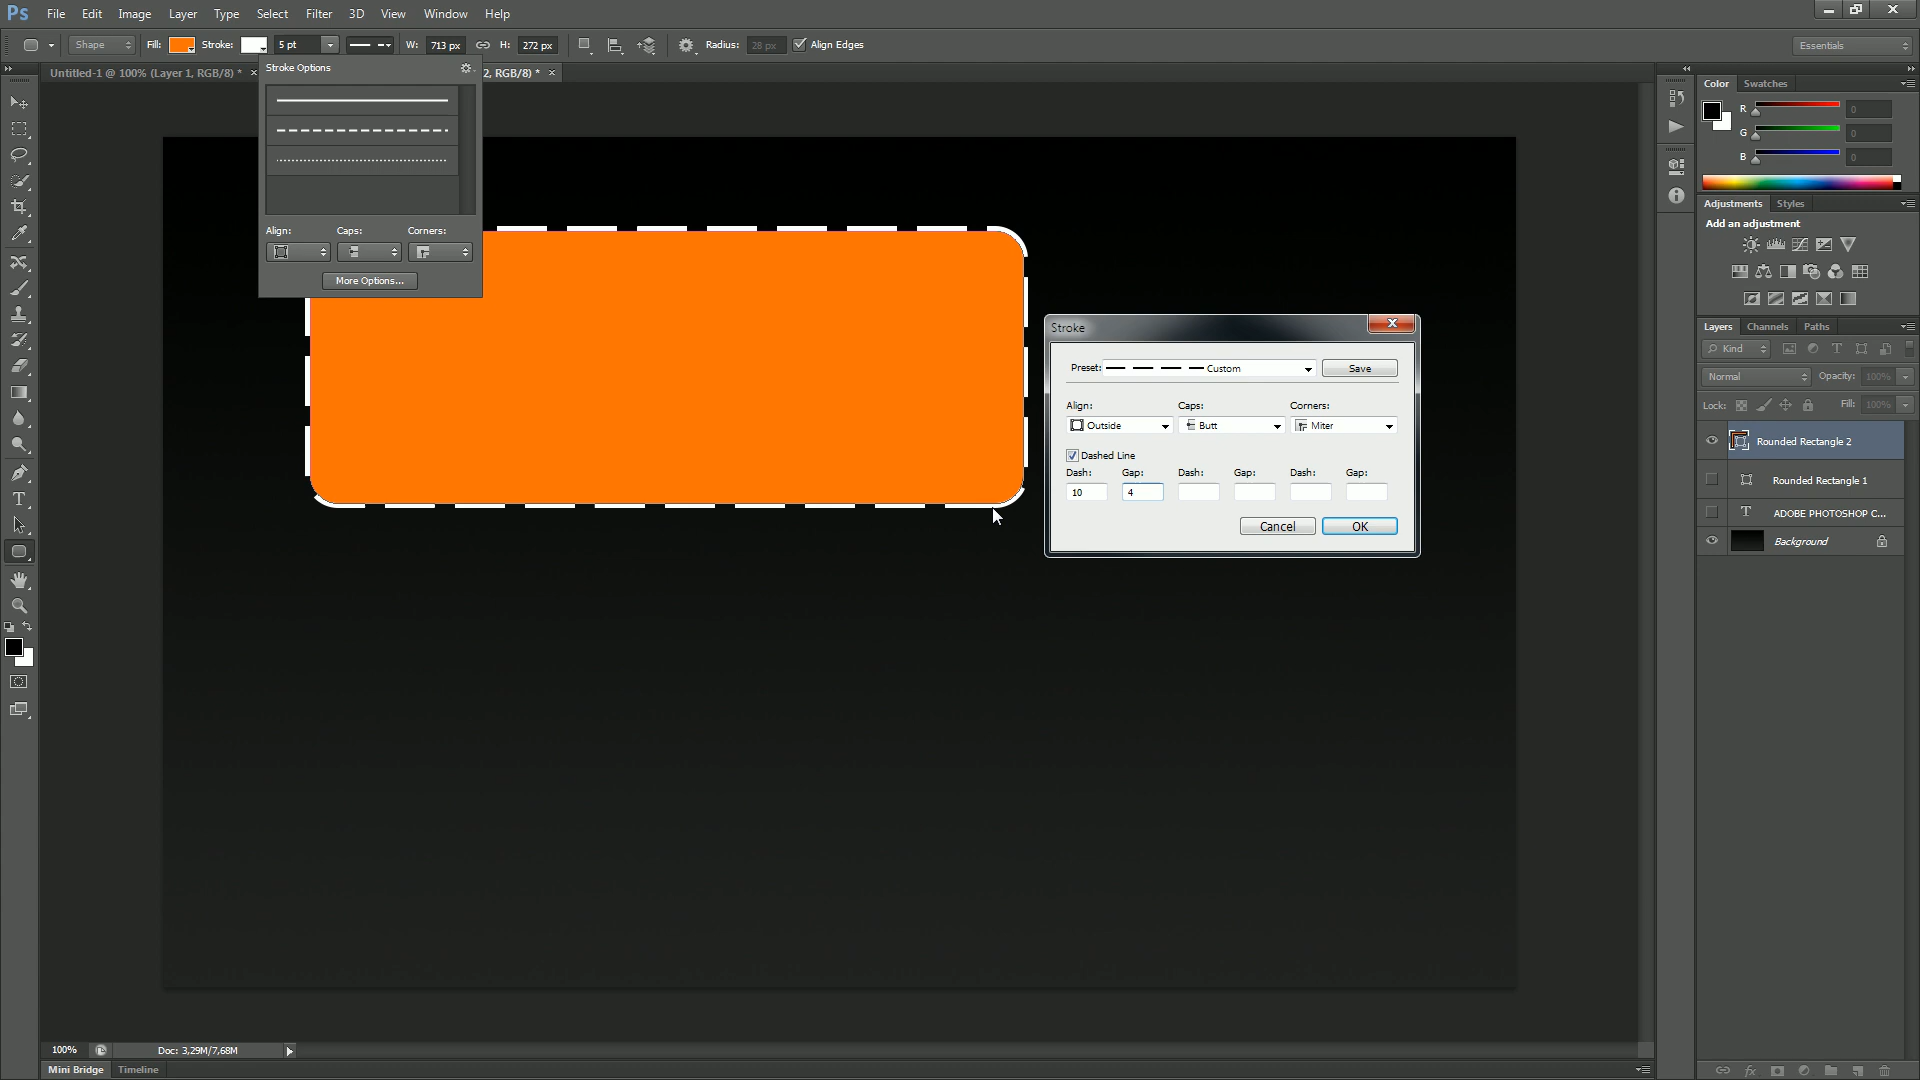 Ps File Edit Image Layer Type Select Filter 3D View Window Help
Shape Fill: Stroke: 5 pt W: 713 px H: 272 px Radius: 28 px Align Edges Essentials
Untitled-1 @ 100% (Layer 1, RGB/8) * × 2, RGB/8) * ×
Stroke Options
Align: Caps: Corners:
More Options...
Stroke
Preset: Custom Save
Align: Caps: Corners:
Outside Butt Miter
Dashed Line
Dash: Gap: Dash: Gap: Dash: Gap:
10 4
Cancel OK
Color Swatches
R 0
G 0
B 0
Adjustments Styles
Add an adjustment
Layers Channels Paths
Kind
Normal Opacity: 100%
Lock: Fill: 100%
Rounded Rectangle 2
Rounded Rectangle 1
ADOBE PHOTOSHOP C...
Background
100% Doc: 3,29M/7,68M
Mini Bridge Timeline